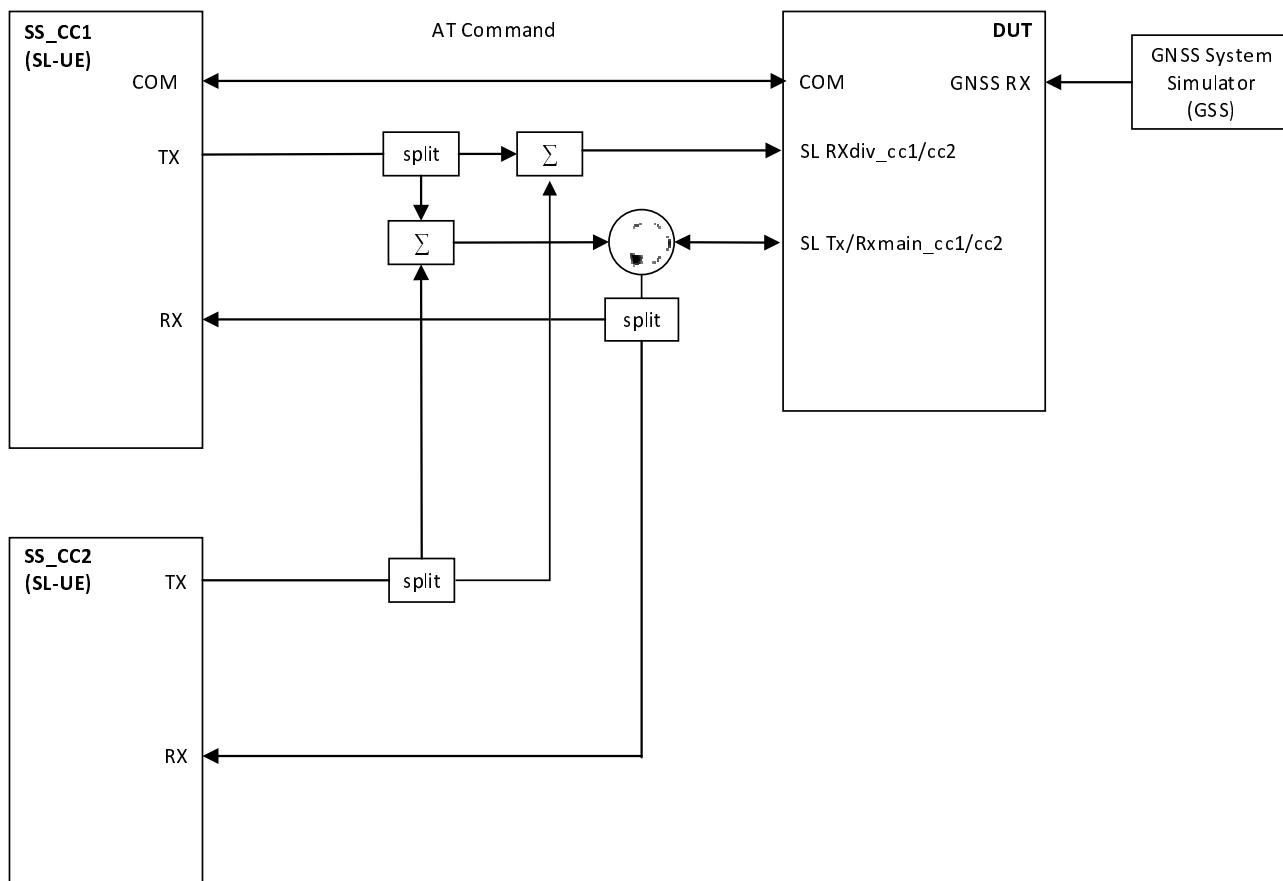 SS_CC1
(SL-UE)
AT Command
DUT
COM
COM
GNSS RX
GNSS System
Simulator
(GSS)
TX
split
∑
SL RXdiv_cc1/cc2
∑
SL Tx/Rxmain_cc1/cc2
RX
split
SS_CC2
(SL-UE)
TX
split
RX